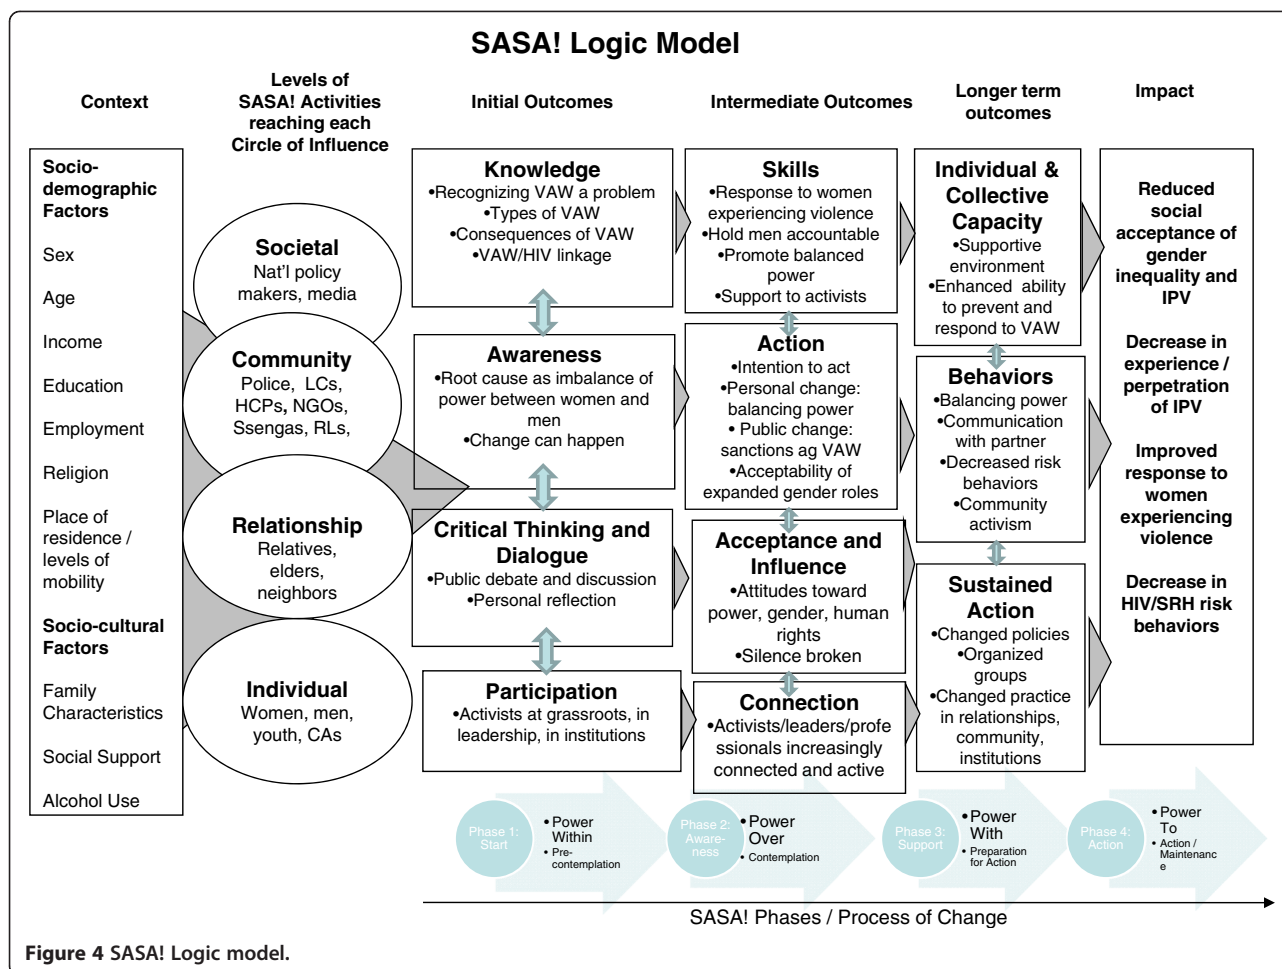 SASA! Logic Model
Context
Levels of
SASA! Activities
reaching each
Circle of Influence
Initial Outcomes
Intermediate Outcomes
Longer term
outcomes
Impact
Socio-
demographic
Factors
Sex
Age
Income
Education
Employment
Religion
Place of
residence /
levels of
mobility
Socio-cultural
Factors
Family
Characteristics
Social Support
Alcohol Use
Societal
Nat'l policy
makers, media
Community
Police, LCs,
HCPs, NGOs,
Ssengas, RLs,
Relationship
Relatives,
elders,
neighbors
Individual
Women, men,
youth, CAs
Knowledge
•Recognizing VAW a problem
•Types of VAW
•Consequences of VAW
•VAW/HIV linkage
Awareness
•Root cause as imbalance of
power between women and
men
•Change can happen
Critical Thinking and
Dialogue
•Public debate and discussion
•Personal reflection
Participation
•Activists at grassroots, in
leadership, in institutions
Skills
•Response to women
experiencing violence
•Hold men accountable
•Promote balanced
power
•Support to activists
Action
•Intention to act
•Personal change:
balancing power
• Public change:
sanctions ag VAW
•Acceptability of
expanded gender roles
Acceptance and
Influence
•Attitudes toward
power, gender, human
rights
•Silence broken
Connection
•Activists/leaders/profe
ssionals increasingly
connected and active
Individual &
Collective
Capacity
•Supportive
environment
•Enhanced ability
to prevent and
respond to VAW
Behaviors
•Balancing power
•Communication
with partner
•Decreased risk
behaviors
•Community
activism
Sustained
Action
•Changed policies
•Organized
groups
•Changed practice
in relationships,
community,
institutions
Reduced
social
acceptance of
gender
inequality and
IPV
Decrease in
experience /
perpetration
of IPV
Improved
response to
women
experiencing
violence
Decrease in
HIV/SRH risk
behaviors
Phase 1:
Start
•Power
Within
•Pre-
contemplation
Phase 2:
Aware-
ness
•Power
Over
•Contemplation
Phase 3:
Support
•Power
With
•Preparation
for Action
Phase 4:
Action
•Power
To
•Action /
Maintenanc
e
SASA! Phases / Process of Change
Figure 4 SASA! Logic model.